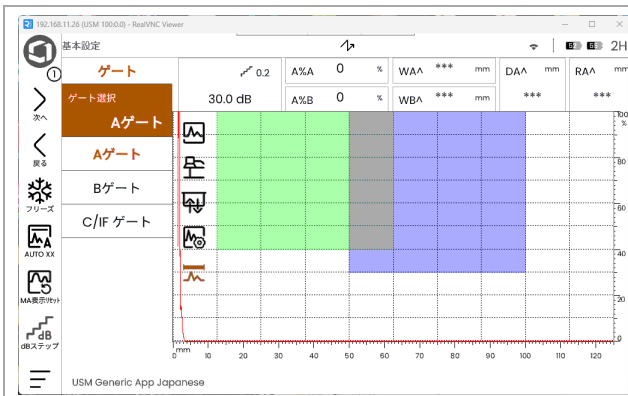 192.168.11.26 (USM 100:0.0) - RealVNC Viewer
基本設定
62 63 2H
1
ゲート
0.2
A%A 0 %
WA^ *** mm
DA^ mm
RA^ mm
次へ
ゲート選択
Aゲート
30.0 dB
A%B 0 %
WB^ *** mm
***
***
戻る
Aゲート
Bゲート
C/IF ゲート
フリーズ
AUTO XX
MA表示リセット
dB
dBステップ
100
%
80
60
40
20
0
mm
0 10 20 30 40 50 60 70 80 90 100 110 120
USM Generic App Japanese